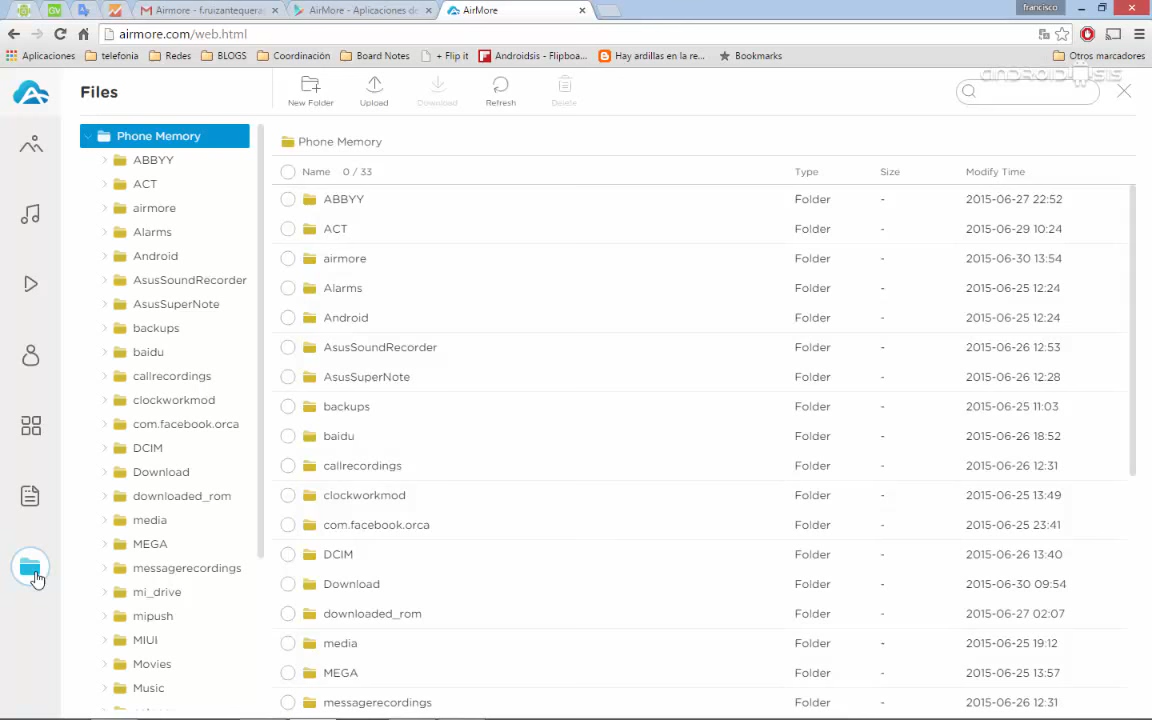 francisco
Airmore - f.ruizantequera
AirMore - Aplicaciones de
AirMore
airmore.com/web.html
Aplicaciones
telefonia
Redes
BLOGS
Coordinación
Board Notes
+ Flip it
Androidsis - Flipboa...
Hay ardillas en la re...
Bookmarks
Otros marcadores
ANDROIDSIS
Files
New Folder
Upload
Download
Refresh
Delete
Phone Memory
ABBYY
ACT
airmore
Alarms
Android
AsusSoundRecorder
AsusSuperNote
backups
baidu
callrecordings
clockworkmod
com.facebook.orca
DCIM
Download
downloaded_rom
media
MEGA
messagerecordings
mi_drive
mipush
MIUI
Movies
Music
Phone Memory
Name 0 / 33 Type Size Modify Time
ABBYY Folder - 2015-06-27 22:52
ACT Folder - 2015-06-29 10:24
airmore Folder - 2015-06-30 13:54
Alarms Folder - 2015-06-25 12:24
Android Folder - 2015-06-25 12:24
AsusSoundRecorder Folder - 2015-06-26 12:53
AsusSuperNote Folder - 2015-06-26 12:28
backups Folder - 2015-06-25 11:03
baidu Folder - 2015-06-26 18:52
callrecordings Folder - 2015-06-26 12:31
clockworkmod Folder - 2015-06-25 13:49
com.facebook.orca Folder - 2015-06-25 23:41
DCIM Folder - 2015-06-26 13:40
Download Folder - 2015-06-30 09:54
downloaded_rom Folder - 2015-06-27 02:07
media Folder - 2015-06-25 19:12
MEGA Folder - 2015-06-25 13:57
messagerecordings Folder - 2015-06-26 12:31